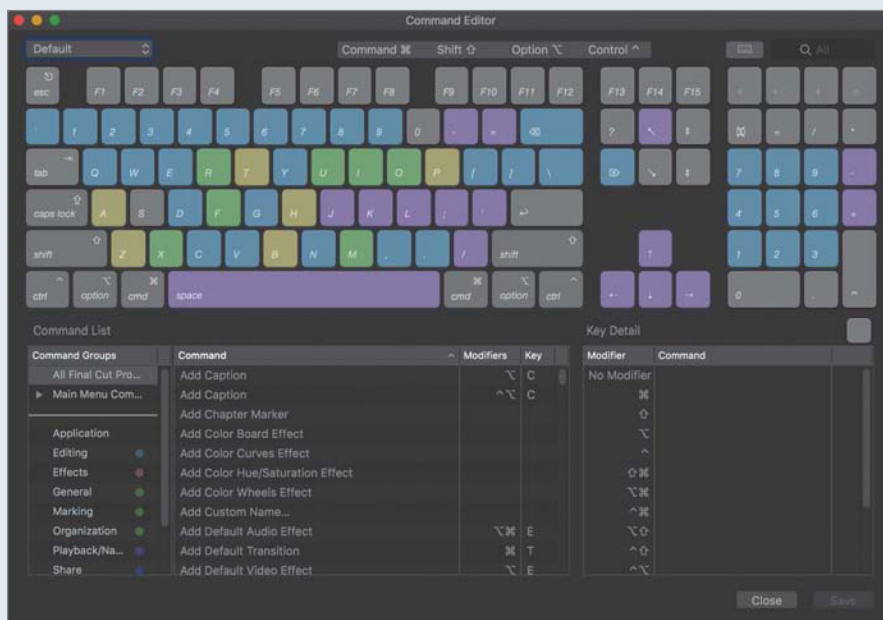 Command Editor
Default
Command ⌘ Shift ⇧ Option ⌥ Control ^
All
esc F1 F2 F3 F4 F5 F6 F7 F8 F9 F10 F11 F12 F13 F14 F15
` 1 2 3 4 5 6 7 8 9 0 - = ⌫ ? ↖ ⇞ = / *
tab ⇥ Q W E R T Y U I O P [ ] \ ⌦ ↘ ⇟ 7 8 9 -
caps lock ⇪ A S D F G H J K L ; ' ↩ 4 5 6 +
shift ⇧ Z X C V B N M , . / shift ⇧ ↑ 1 2 3
ctrl ^ option ⌥ cmd ⌘ space cmd ⌘ option ⌥ ctrl ^ ← ↓ → 0 .
Command List Key Detail
Command Groups Command Modifiers Key Modifier Command
All Final Cut Pro... Add Caption ⌥ C No Modifier
Main Menu Com... Add Caption ^⌥ C ⌘
Add Chapter Marker ⇧
Application Add Color Board Effect ⌥
Editing Add Color Curves Effect ^
Effects Add Color Hue/Saturation Effect ⇧⌘
General Add Color Wheels Effect ⌥⌘
Marking Add Custom Name... ^⌘
Organization Add Default Audio Effect ⌥⌘ E ⌥⇧
Playback/Na... Add Default Transition ⌘ T ^⇧
Share Add Default Video Effect ⌥ E ^⌥
Close Save